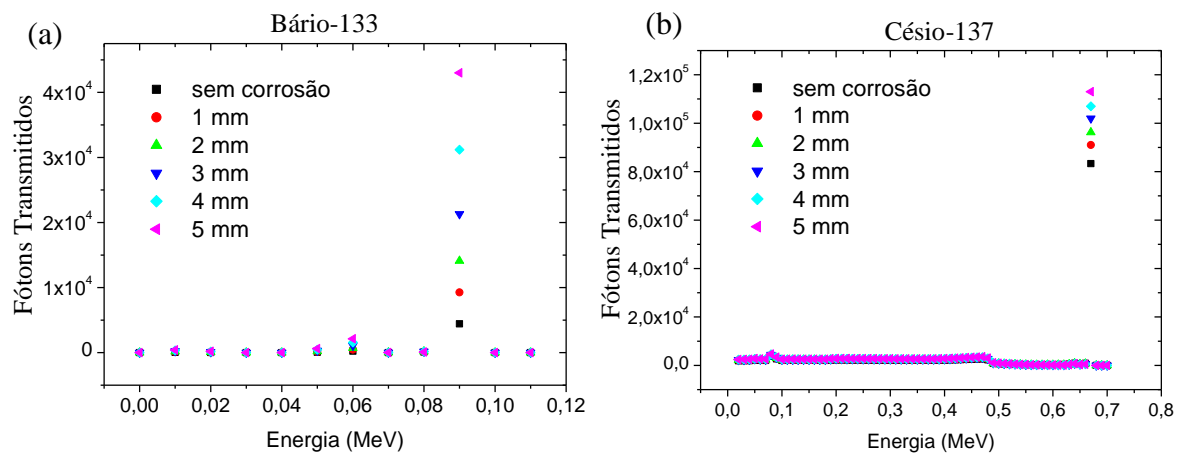 (a)
Bário-133
Fótons Transmitidos
4x10⁴
3x10⁴
2x10⁴
1x10⁴
0
sem corrosão
1 mm
2 mm
3 mm
4 mm
5 mm
0,00 0,02 0,04 0,06 0,08 0,10 0,12
Energia (MeV)
(b)
Césio-137
Fótons Transmitidos
1,2x10⁵
1,0x10⁵
8,0x10⁴
6,0x10⁴
4,0x10⁴
2,0x10⁴
0,0
sem corrosão
1 mm
2 mm
3 mm
4 mm
5 mm
0,0 0,1 0,2 0,3 0,4 0,5 0,6 0,7 0,8
Energia (MeV)